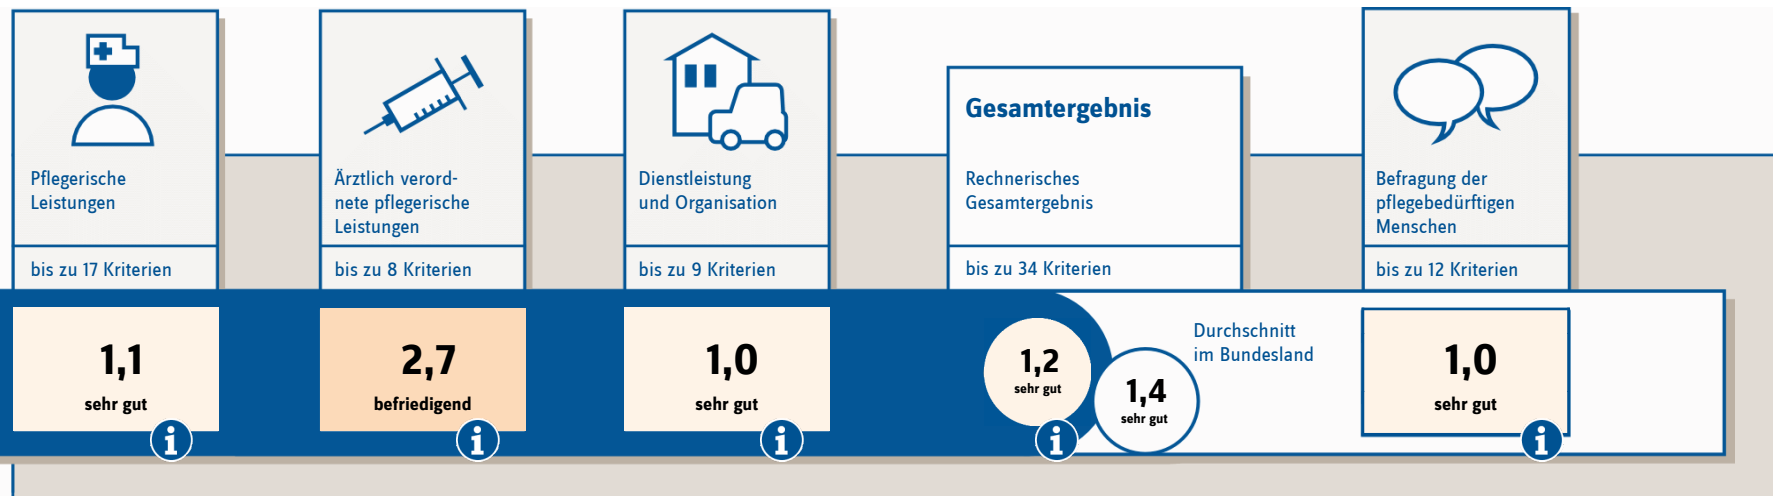 Pflegerische
Leistungen
bis zu 17 Kriterien
1,1
sehr gut
i
Ärztlich verord-
nete pflegerische
Leistungen
bis zu 8 Kriterien
2,7
befriedigend
i
Dienstleistung
und Organisation
bis zu 9 Kriterien
1,0
sehr gut
i
Gesamtergebnis
Rechnerisches
Gesamtergebnis
bis zu 34 Kriterien
1,2
sehr gut
i
Durchschnitt
im Bundesland
1,4
sehr gut
Befragung der
pflegebedürftigen
Menschen
bis zu 12 Kriterien
1,0
sehr gut
i